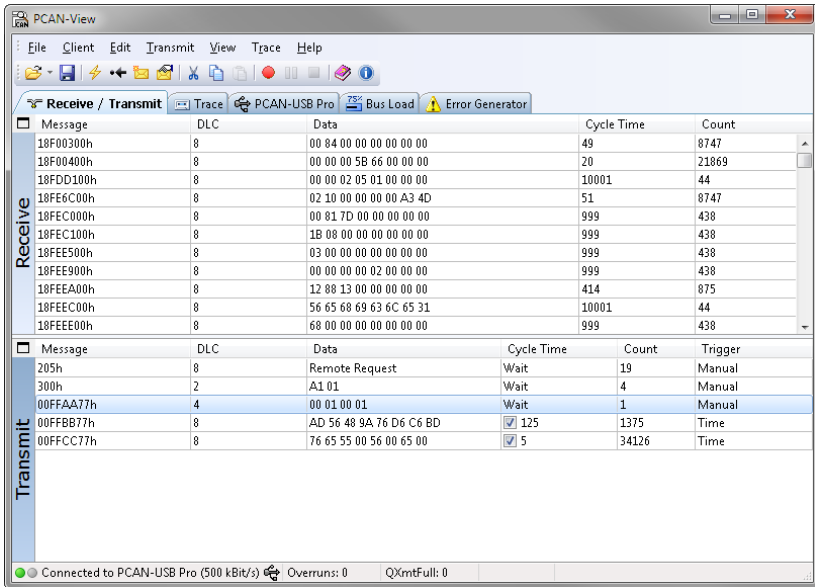 PCAN-View
File Client Edit Transmit View Trace Help
Receive / Transmit Trace PCAN-USB Pro 75% Bus Load Error Generator
Message DLC Data Cycle Time Count
18F00300h 8 00 84 00 00 00 00 00 00 49 8747
18F00400h 8 00 00 00 5B 66 00 00 00 20 21869
18FDD100h 8 00 00 02 05 01 00 00 00 10001 44
18FE6C00h 8 02 10 00 00 00 00 A3 4D 51 8747
18FEC000h 8 00 81 7D 00 00 00 00 00 999 438
18FEC100h 8 1B 08 00 00 00 00 00 00 999 438
18FEE500h 8 03 00 00 00 00 00 00 00 999 438
18FEE900h 8 00 00 00 00 02 00 00 00 999 438
18FEEA00h 8 12 88 13 00 00 00 00 00 414 875
18FEEC00h 8 56 65 68 69 63 6C 65 31 10001 44
18FEEE00h 8 68 00 00 00 00 00 00 00 999 438
Receive
Message DLC Data Cycle Time Count Trigger
205h 8 Remote Request Wait 19 Manual
300h 2 A1 01 Wait 4 Manual
00FFAA77h 4 00 01 00 01 Wait 1 Manual
00FFBB77h 8 AD 56 48 9A 76 D6 C6 BD 125 1375 Time
00FFCC77h 8 76 65 55 00 56 00 65 00 5 34126 Time
Transmit
Connected to PCAN-USB Pro (500 kBit/s) Overruns: 0 QXmtFull: 0